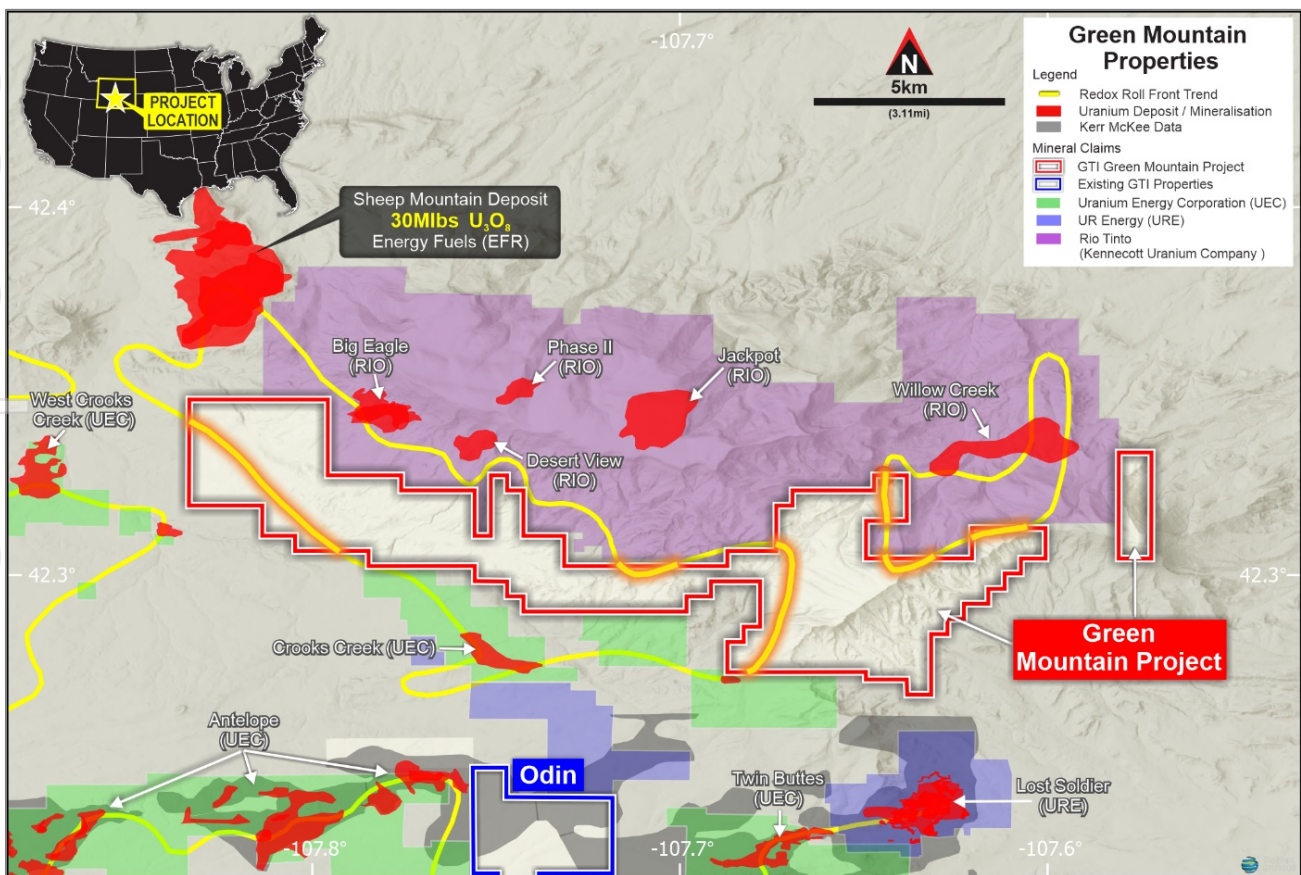 -107.7°
N
5km
(3.11mi)
PROJECT
LOCATION
Green Mountain
Properties
Legend
Redox Roll Front Trend
Uranium Deposit / Mineralisation
Kerr McKee Data
Mineral Claims
GTI Green Mountain Project
Existing GTI Properties
Uranium Energy Corporation (UEC)
UR Energy (URE)
Rio Tinto
(Kennecott Uranium Company )
42.4°
Sheep Mountain Deposit
30Mlbs U₃O₈
Energy Fuels (EFR)
Big Eagle
(RIO)
Phase II
(RIO)
Jackpot
(RIO)
Willow Creek
(RIO)
West Crooks
Creek (UEC)
Desert View
(RIO)
42.3°
42.3°
Crooks Creek (UEC)
Green
Mountain Project
Antelope
(UEC)
Odin
Twin Buttes
(UEC)
Lost Soldier
(URE)
-107.8°
-107.7°
-107.6°